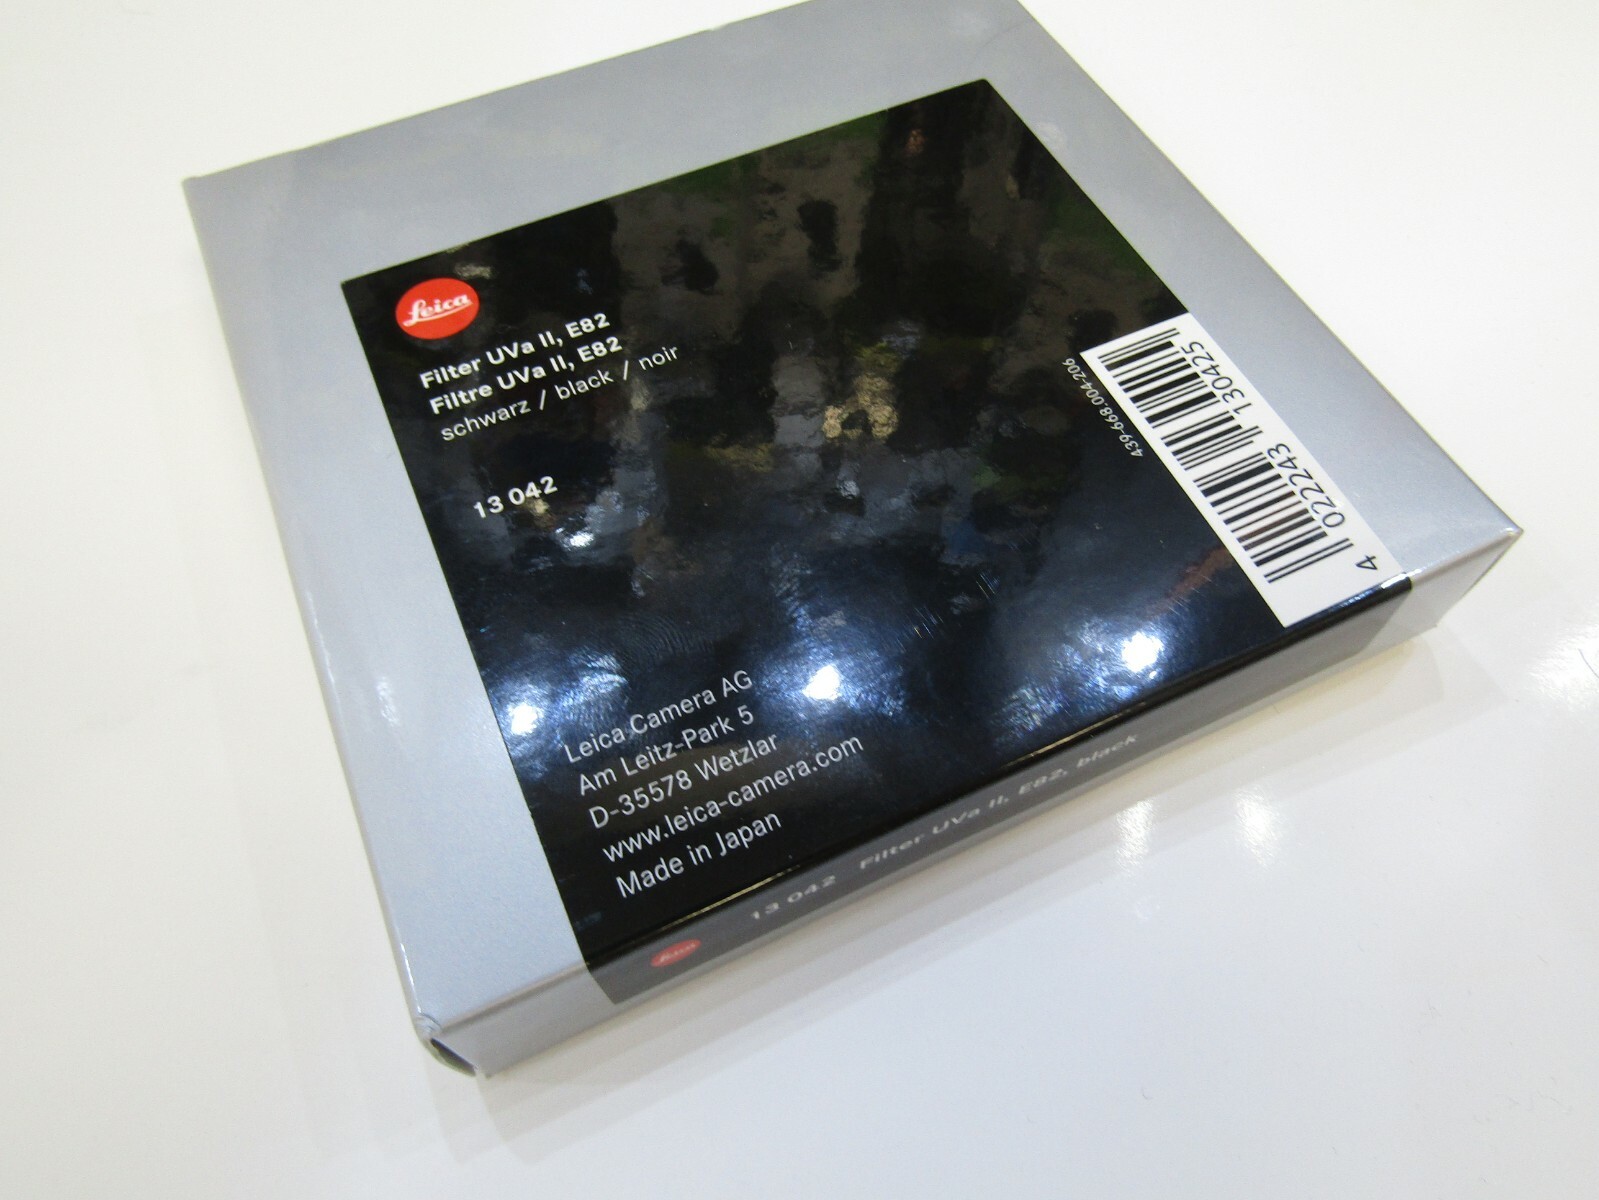 Leica
Filter UVa II, E82
Filtre UVa II, E82
schwarz / black / noir
13 042
439-668.004-206
4 022243 130425
Leica Camera AG
Am Leitz-Park 5
D-35578 Wetzlar
www.leica-camera.com
Made in Japan
Leica 13 042 Filter UVa II, E82, black